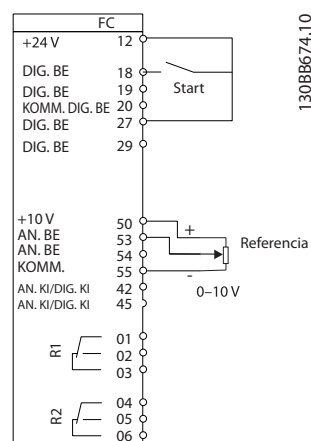 FC
+24 V 12
DIG. BE 18
DIG. BE 19
KOMM. DIG. BE 20
DIG. BE 27
DIG. BE 29
Start
+10 V 50
AN. BE 53
AN. BE 54
KOMM. 55
AN. KI/DIG. KI 42
AN. KI/DIG. KI 45
+
-
Referencia
0–10 V
R1
01
02
03
R2
04
05
06
130BB674.10